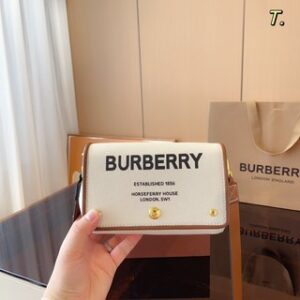 T.
BURBERRY
ESTABLISHED 1856
HORSEFERRY HOUSE
LONDON, SW1
BURBERRY
LONDON ENGLAND
BURBERRY